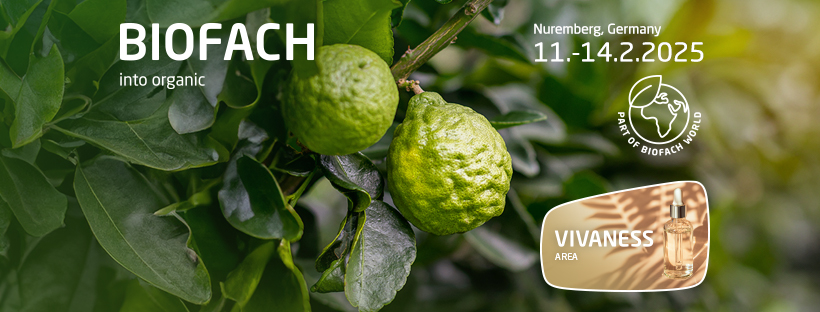 BIOFACH
into organic
Nuremberg, Germany
11.-14.2.2025
PART OF BIOFACH WORLD
VIVANESS
AREA